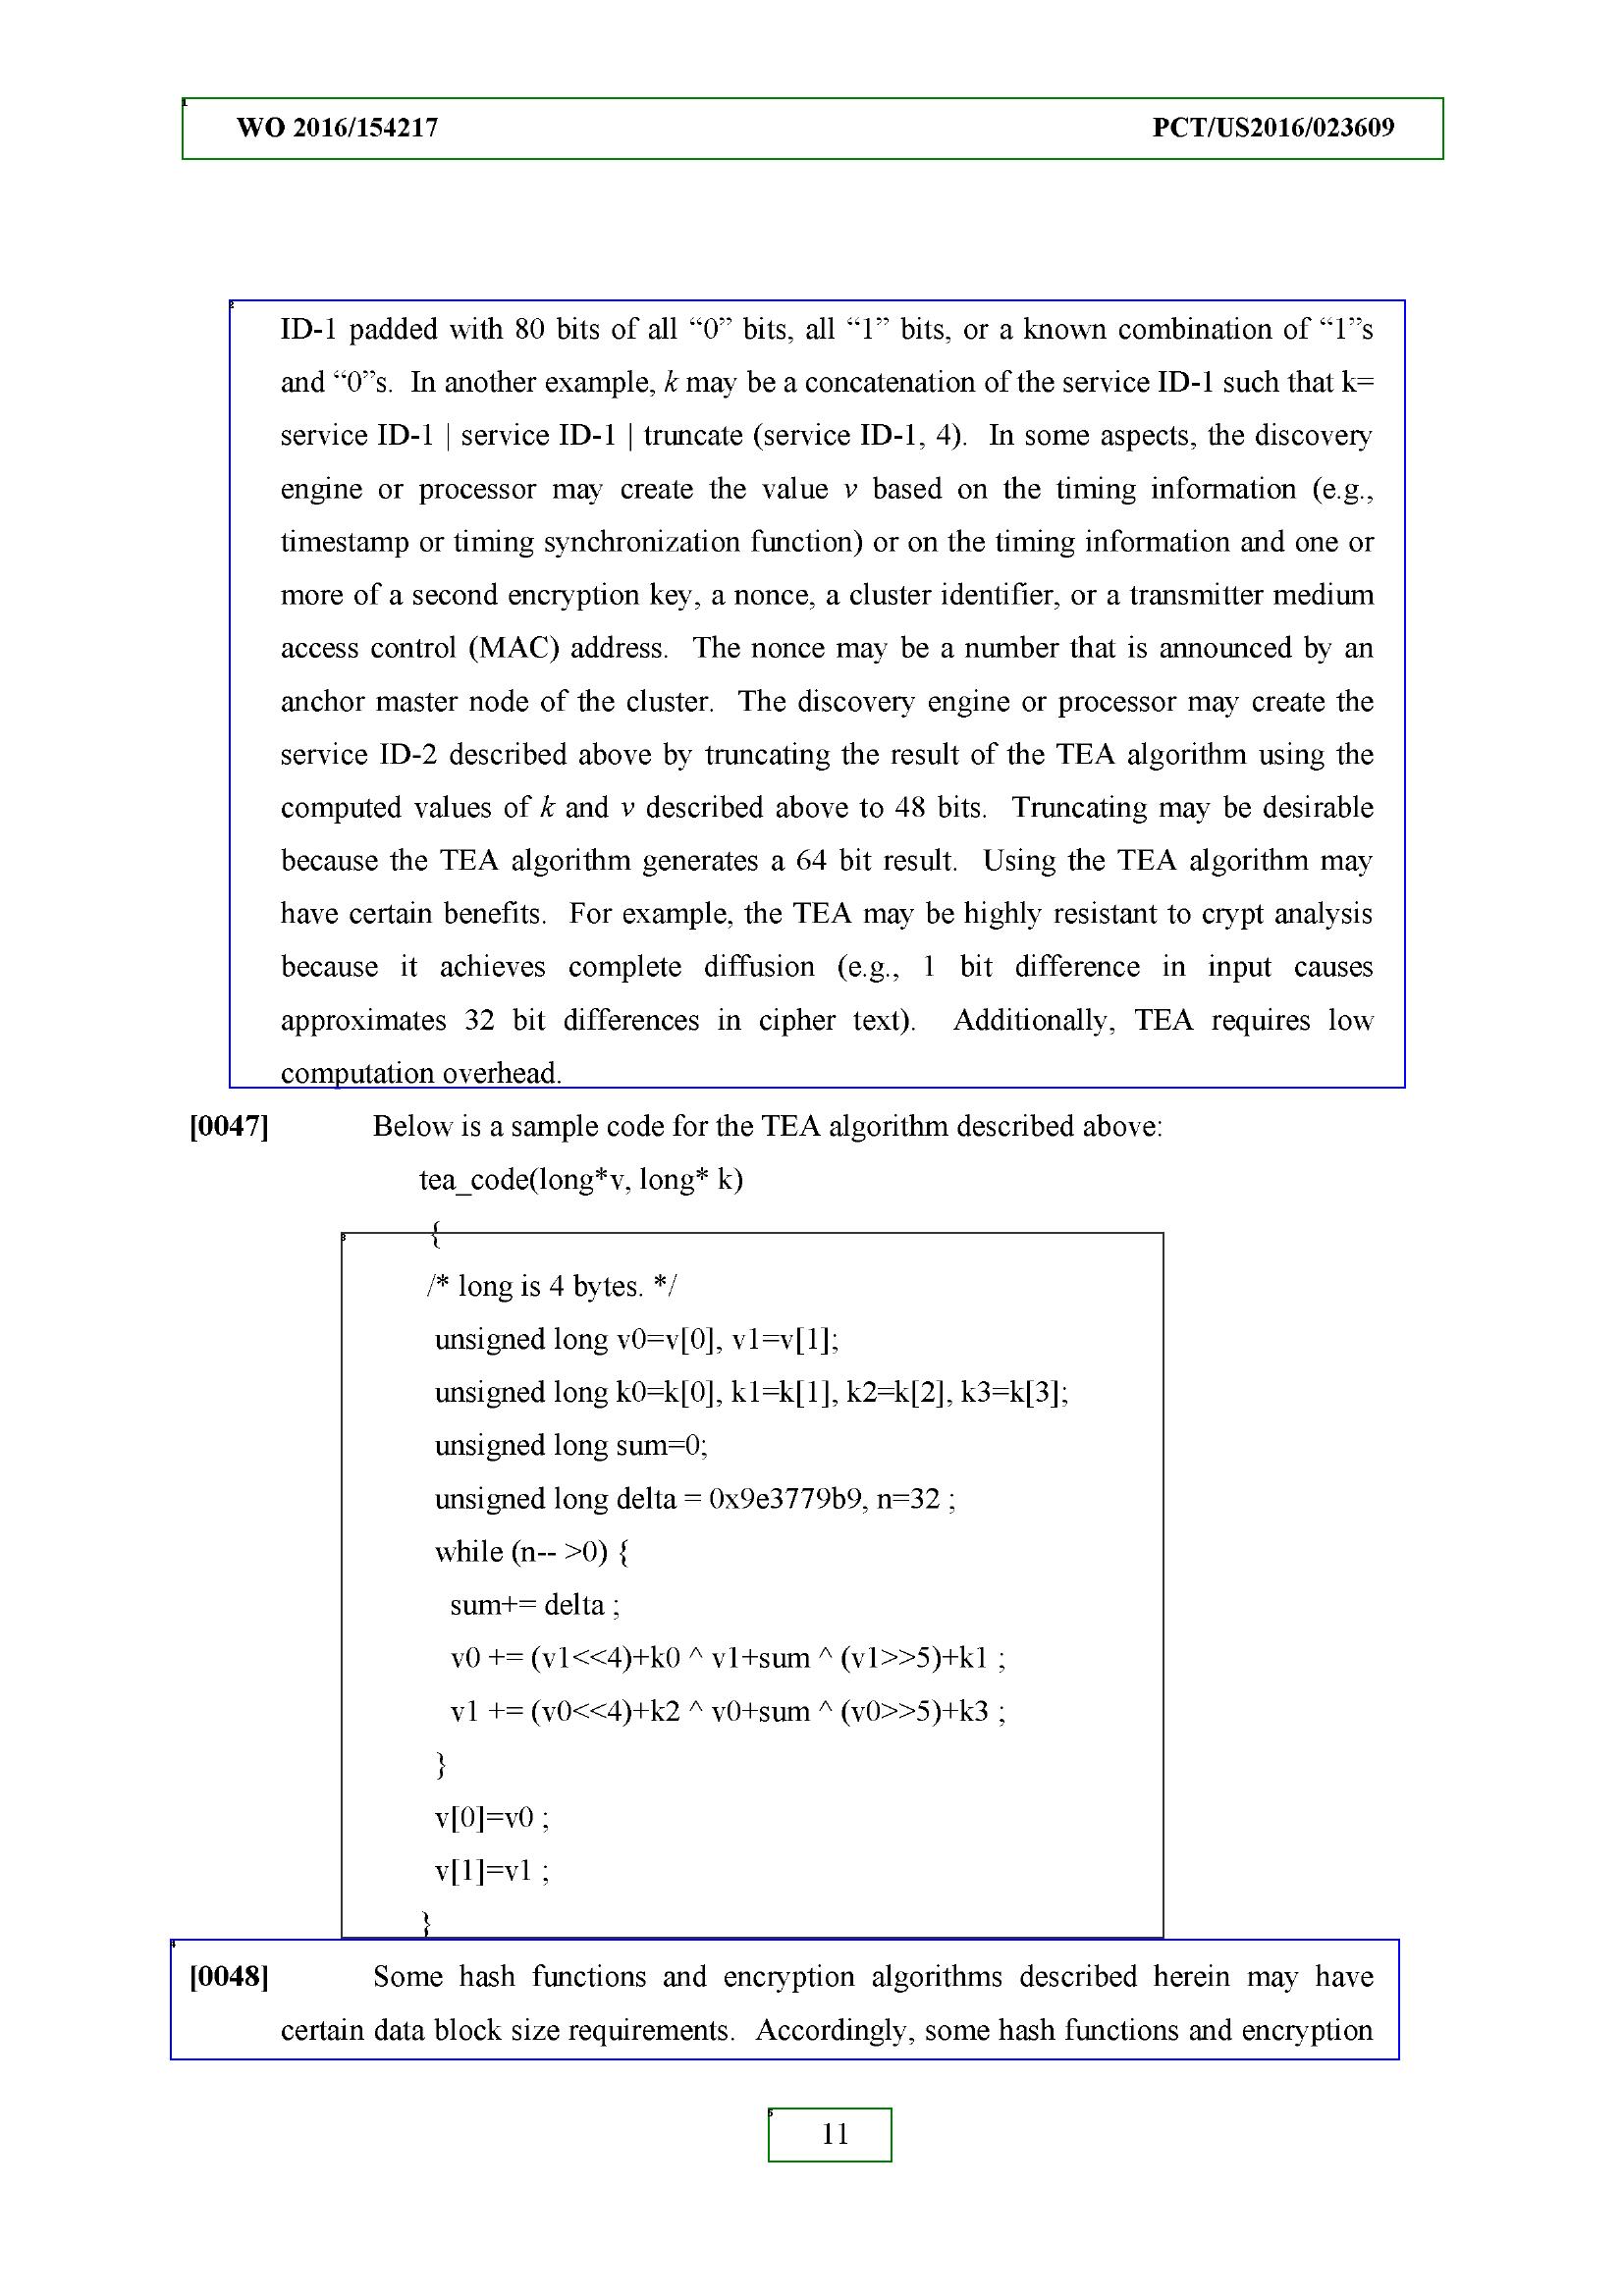 WO 2016/154217 PCT/US2016/023609
ID-1 padded with 80 bits of all “0” bits, all “1” bits, or a known combination of “1”s
and “0”s.  In another example, k may be a concatenation of the service ID-1 such that k=
service ID-1 | service ID-1 | truncate (service ID-1, 4).  In some aspects, the discovery
engine or processor may create the value v based on the timing information (e.g.,
timestamp or timing synchronization function) or on the timing information and one or
more of a second encryption key, a nonce, a cluster identifier, or a transmitter medium
access control (MAC) address.  The nonce may be a number that is announced by an
anchor master node of the cluster.  The discovery engine or processor may create the
service ID-2 described above by truncating the result of the TEA algorithm using the
computed values of k and v described above to 48 bits.  Truncating may be desirable
because the TEA algorithm generates a 64 bit result.  Using the TEA algorithm may
have certain benefits.  For example, the TEA may be highly resistant to crypt analysis
because it achieves complete diffusion (e.g., 1 bit difference in input causes
approximates 32 bit differences in cipher text).  Additionally, TEA requires low
computation overhead.
[0047] Below is a sample code for the TEA algorithm described above:
tea_code(long*v, long* k)
{
/* long is 4 bytes. */
unsigned long v0=v[0], v1=v[1];
unsigned long k0=k[0], k1=k[1], k2=k[2], k3=k[3];
unsigned long sum=0;
unsigned long delta = 0x9e3779b9, n=32 ;
while (n-- >0) {
sum+= delta ;
v0 += (v1<<4)+k0 ^ v1+sum ^ (v1>>5)+k1 ;
v1 += (v0<<4)+k2 ^ v0+sum ^ (v0>>5)+k3 ;
}
v[0]=v0 ;
v[1]=v1 ;
}
[0048] Some hash functions and encryption algorithms described herein may have
certain data block size requirements.  Accordingly, some hash functions and encryption
11